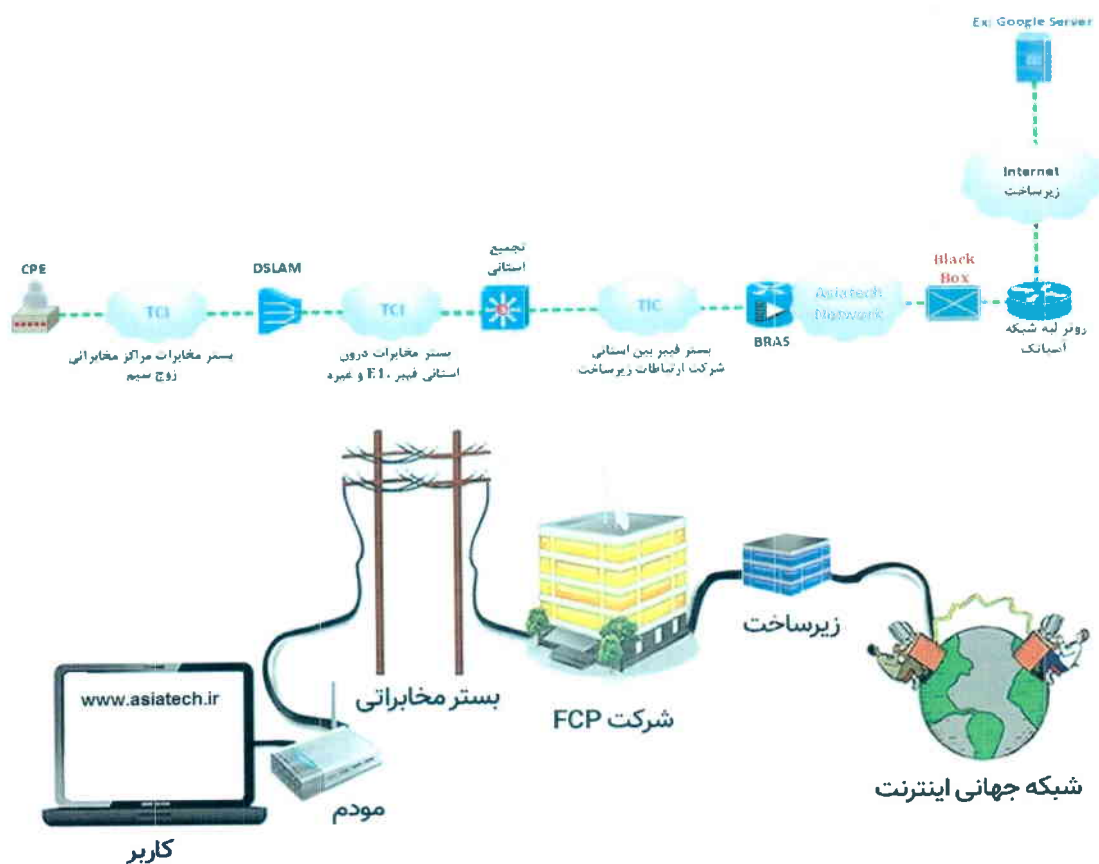 Ex: Google Server
Internet
زیرساخت
CPE
TCI
بستر مخابرات مراکز مخابراتی
زوج سیم
DSLAM
TCI
بستر مخابرات درون
استانی فیبر ،E1 و غیره
تجمیع
استانی
TIC
بستر فیبر بین استانی
شرکت ارتباطات زیرساخت
BRAS
Asiatech
Network
Black
Box
روتر لبه شبکه
آسیاتک
www.asiatech.ir
کاربر
مودم
بستر مخابراتی
شرکت FCP
زیرساخت
شبکه جهانی اینترنت